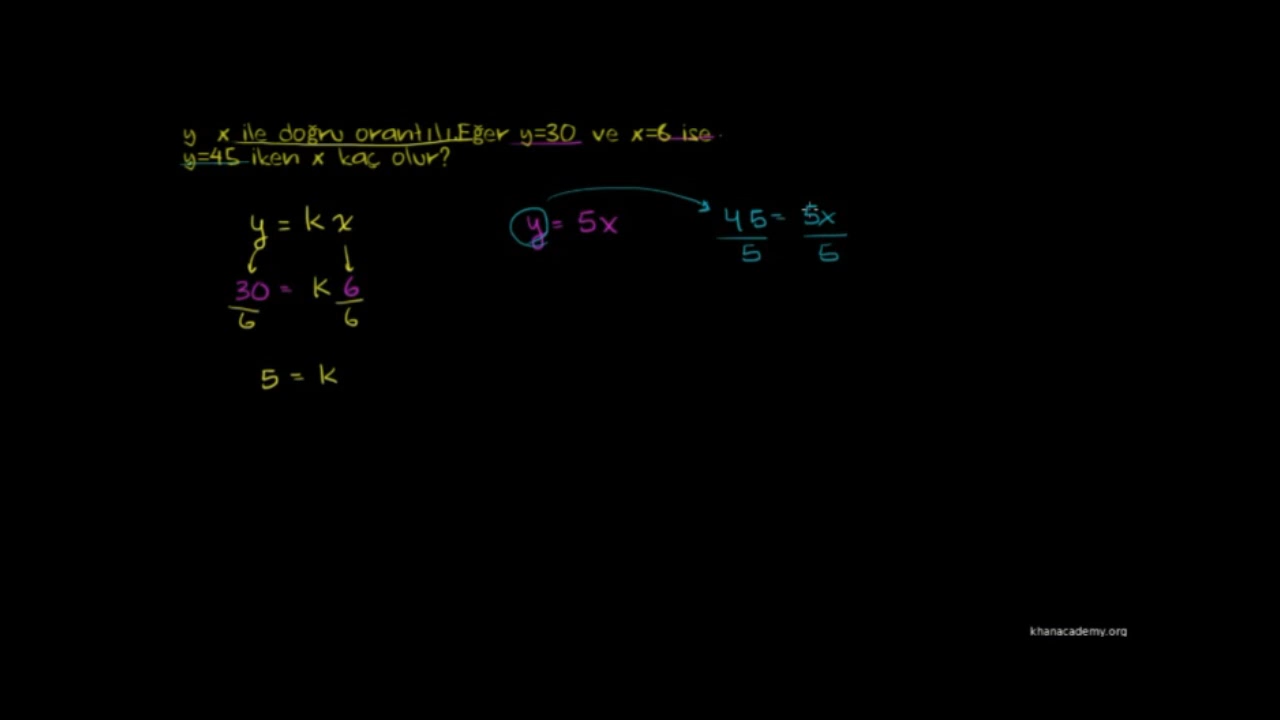 y x ile doğru orantılı.Eğer y=30 ve x=6 ise
y=45 iken x kaç olur?
y = k x
30 = k 6
6 6
5 = k
y = 5x
45 = 5x
5 5
khanacademy.org